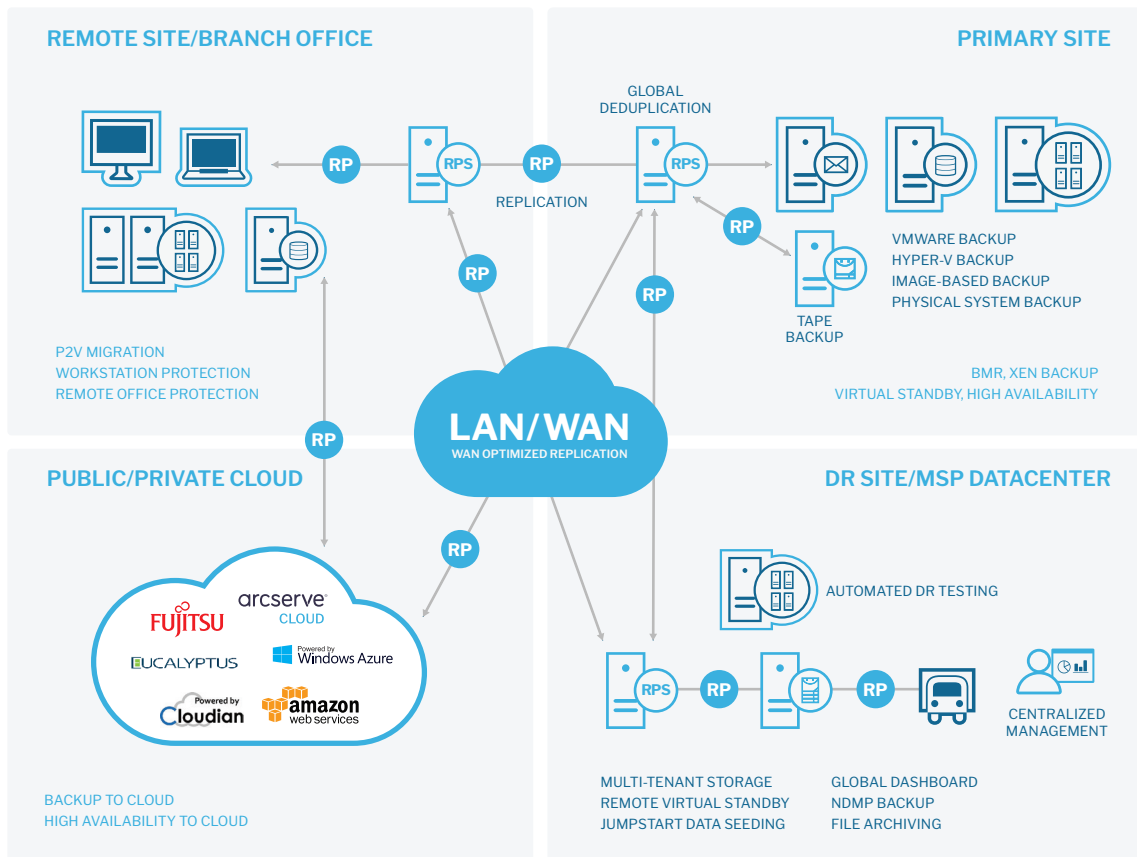 REMOTE SITE/BRANCH OFFICE
RP
RPS
RP
REPLICATION
RP
P2V MIGRATION
WORKSTATION PROTECTION
REMOTE OFFICE PROTECTION
RP
PRIMARY SITE
GLOBAL
DEDUPLICATION
RPS
RP
RP
TAPE
BACKUP
VMWARE BACKUP
HYPER-V BACKUP
IMAGE-BASED BACKUP
PHYSICAL SYSTEM BACKUP
BMR, XEN BACKUP
VIRTUAL STANDBY, HIGH AVAILABILITY
LAN/WAN
WAN OPTIMIZED REPLICATION
PUBLIC/PRIVATE CLOUD
RP
FUJITSU
arcserve®
CLOUD
EUCALYPTUS
Powered by
Windows Azure
Powered by
Cloudian
amazon
web services
BACKUP TO CLOUD
HIGH AVAILABILITY TO CLOUD
DR SITE/MSP DATACENTER
AUTOMATED DR TESTING
RPS
RP
RP
CENTRALIZED
MANAGEMENT
MULTI-TENANT STORAGE
REMOTE VIRTUAL STANDBY
JUMPSTART DATA SEEDING
GLOBAL DASHBOARD
NDMP BACKUP
FILE ARCHIVING